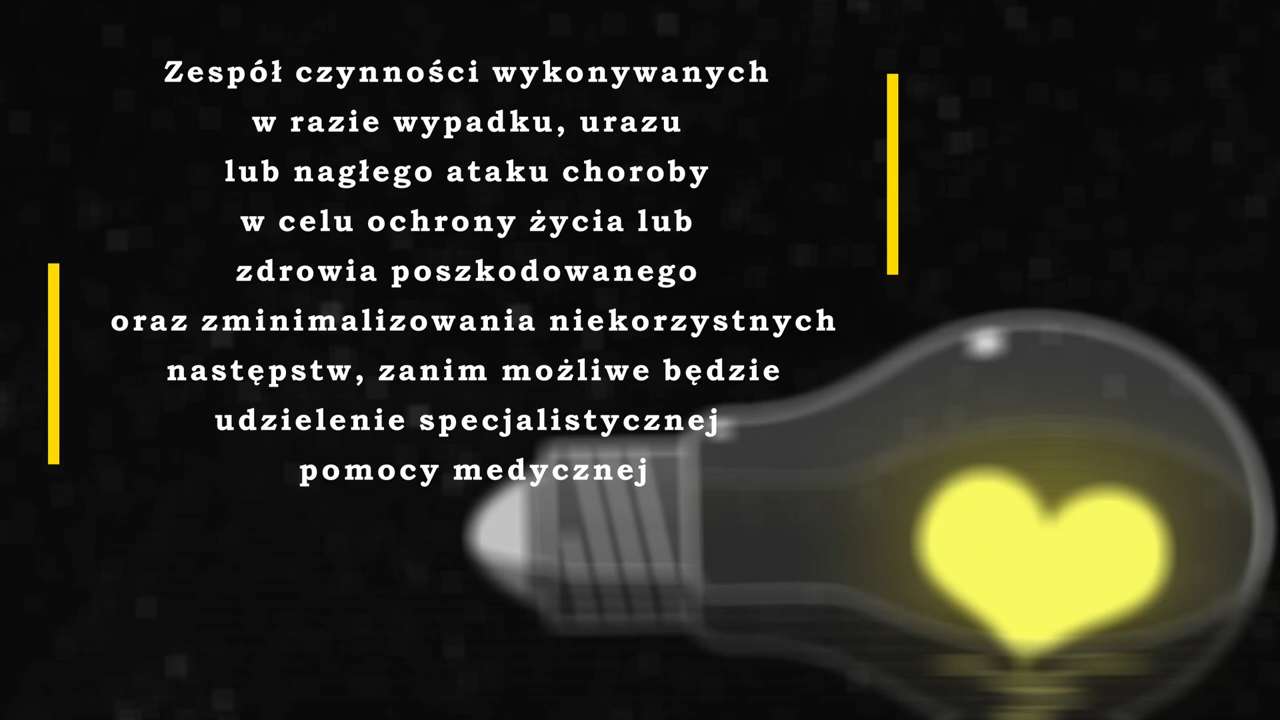 Zespół czynności wykonywanych
w razie wypadku, urazu
lub nagłego ataku choroby
w celu ochrony życia lub
zdrowia poszkodowanego
oraz zminimalizowania niekorzystnych
następstw, zanim możliwe będzie
udzielenie specjalistycznej
pomocy medycznej